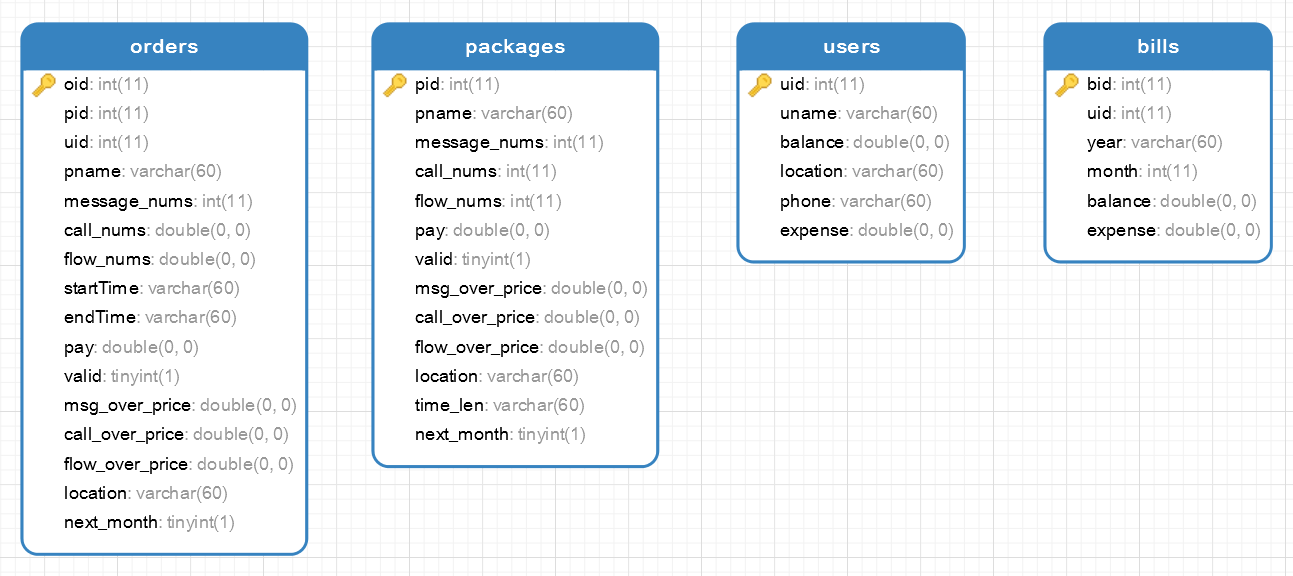 orders
oid: int(11)
pid: int(11)
uid: int(11)
pname: varchar(60)
message_nums: int(11)
call_nums: double(0, 0)
flow_nums: double(0, 0)
startTime: varchar(60)
endTime: varchar(60)
pay: double(0, 0)
valid: tinyint(1)
msg_over_price: double(0, 0)
call_over_price: double(0, 0)
flow_over_price: double(0, 0)
location: varchar(60)
next_month: tinyint(1)
packages
pid: int(11)
pname: varchar(60)
message_nums: int(11)
call_nums: int(11)
flow_nums: int(11)
pay: double(0, 0)
valid: tinyint(1)
msg_over_price: double(0, 0)
call_over_price: double(0, 0)
flow_over_price: double(0, 0)
location: varchar(60)
time_len: varchar(60)
next_month: tinyint(1)
users
uid: int(11)
uname: varchar(60)
balance: double(0, 0)
location: varchar(60)
phone: varchar(60)
expense: double(0, 0)
bills
bid: int(11)
uid: int(11)
year: varchar(60)
month: int(11)
balance: double(0, 0)
expense: double(0, 0)